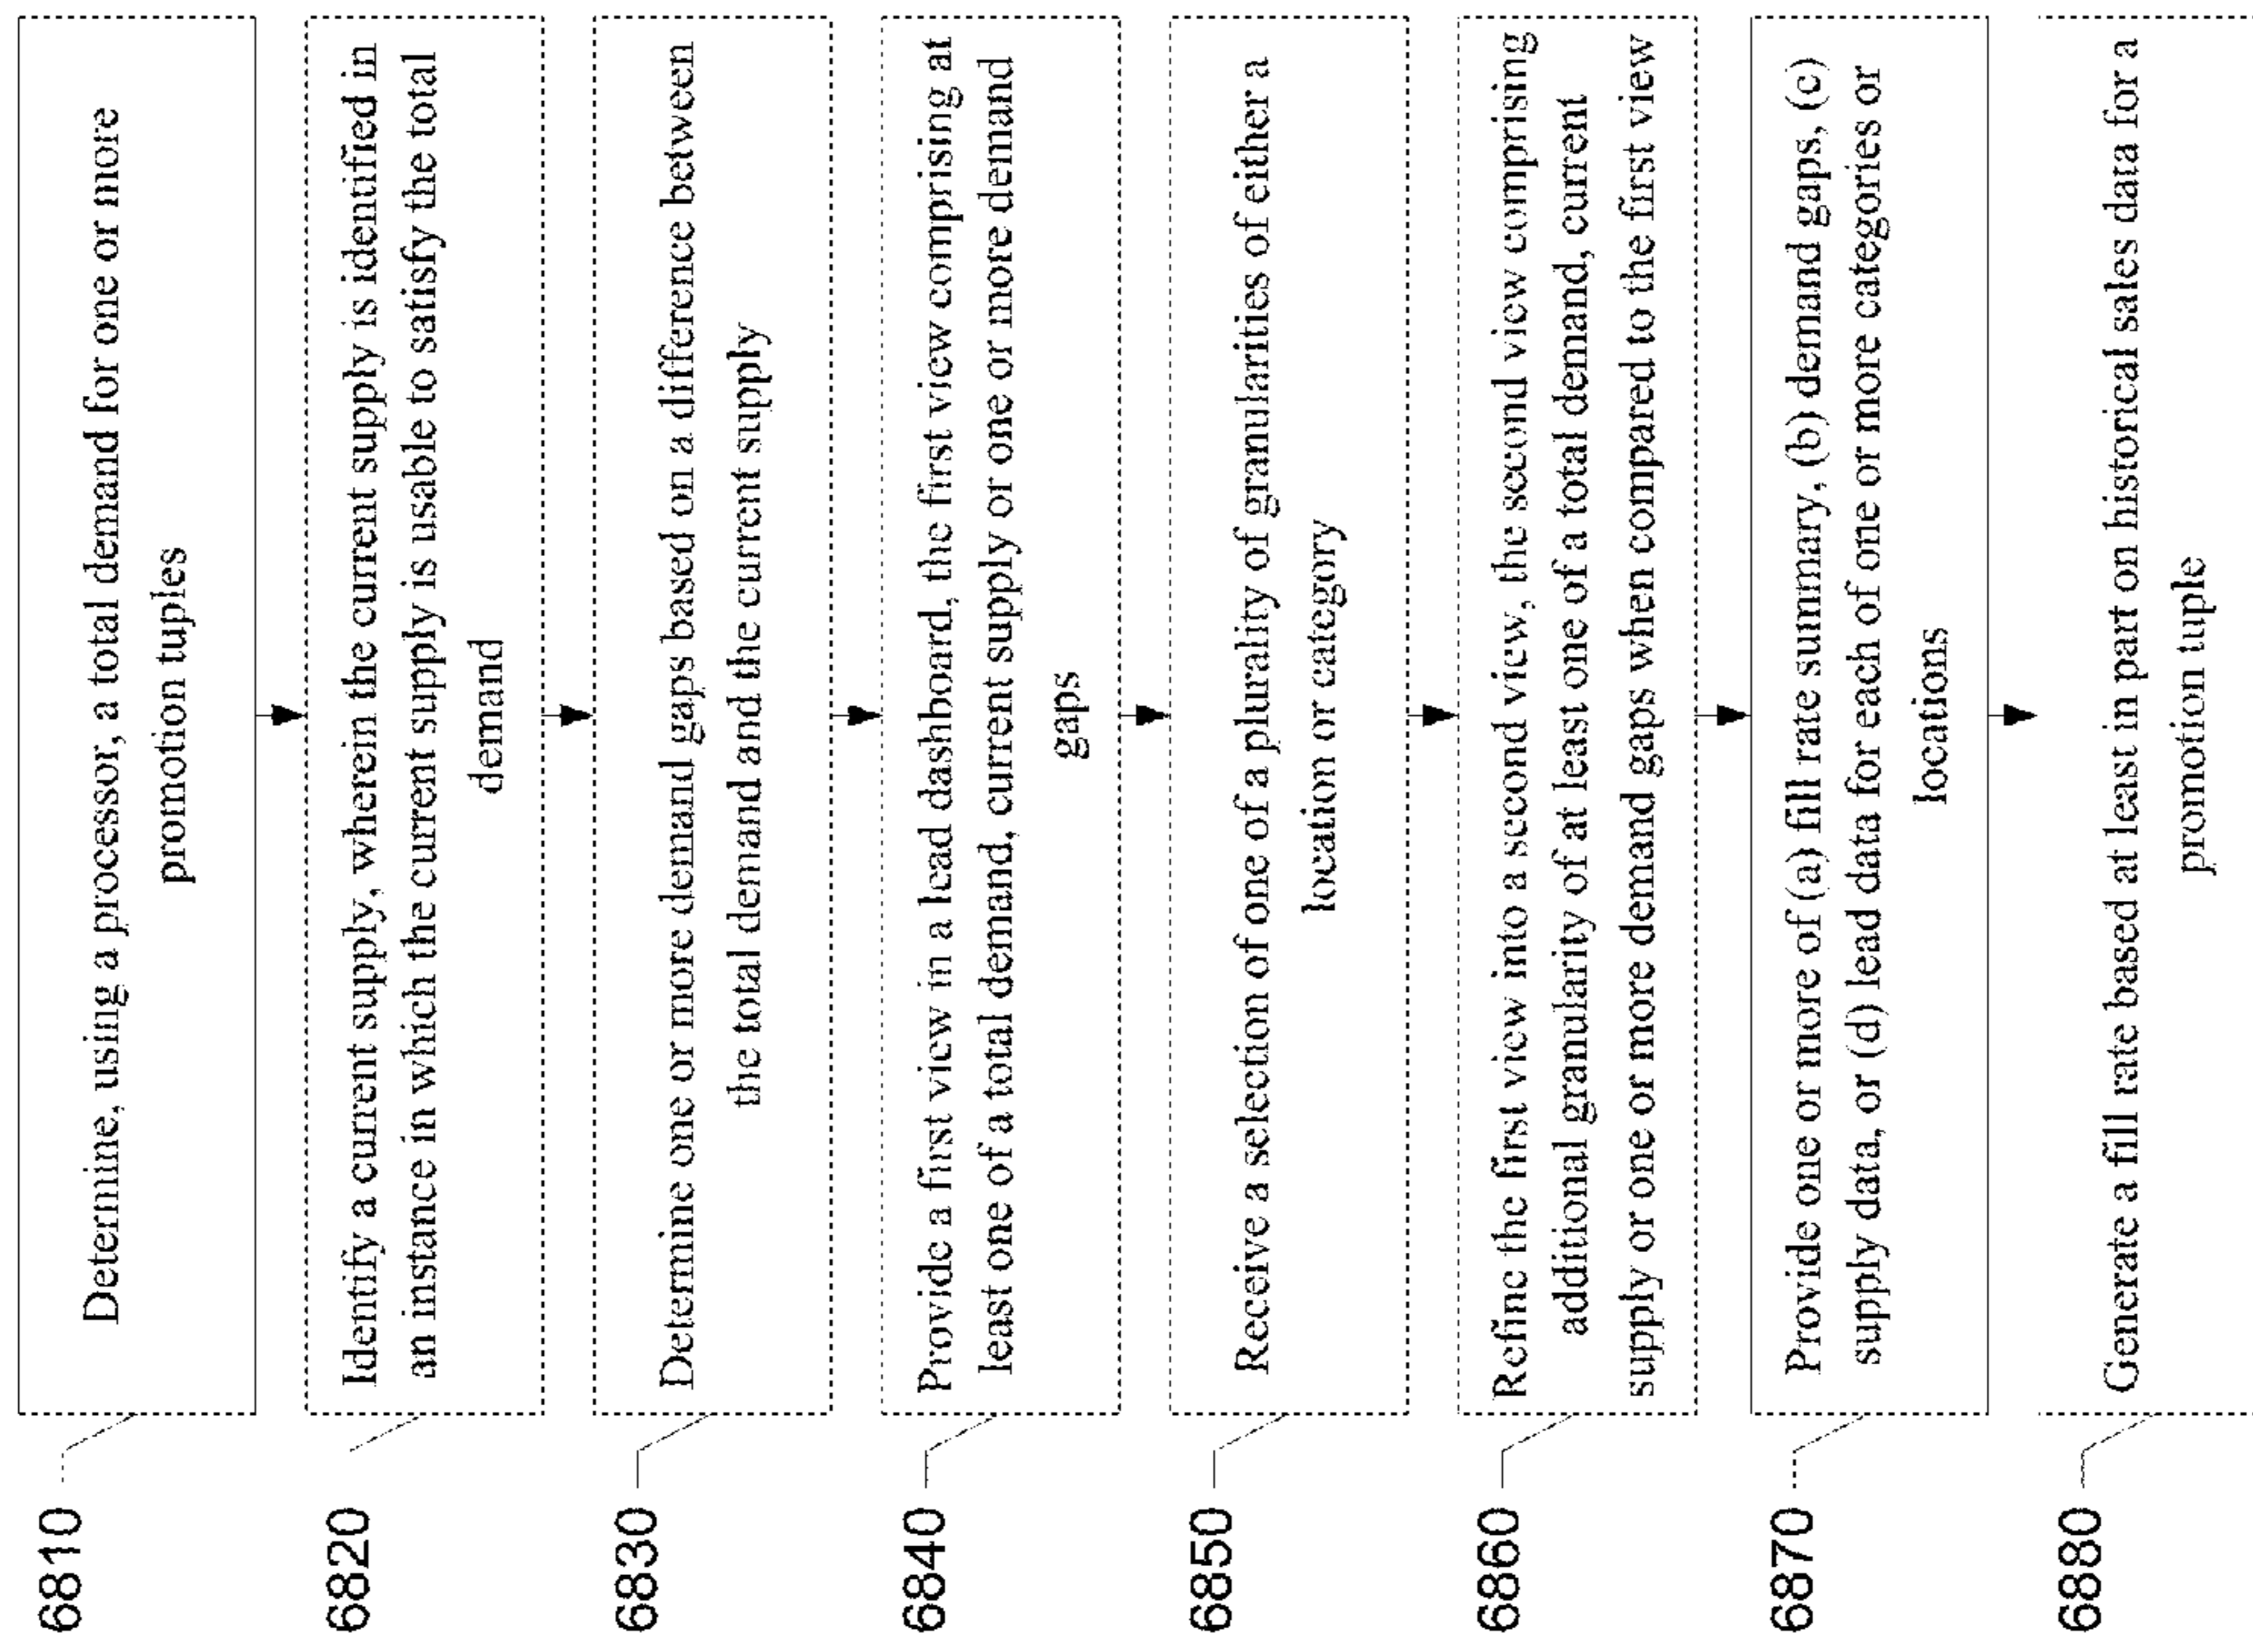 6810
Determine, using a processor, a total demand for one or more
promotion tuples
6820
Identify a current supply, wherein the current supply is identified in
an instance in which the current supply is usable to satisfy the total
demand
6830
Determine one or more demand gaps based on a difference between
the total demand and the current supply
6840
Provide a first view in a lead dashboard, the first view comprising at
least one of a total demand, current supply or one or more demand
gaps
6850
Receive a selection of one of a plurality of granularities of either a
location or category
6860
Refine the first view into a second view, the second view comprising
additional granularity of at least one of a total demand, current
supply or one or more demand gaps when compared to the first view
6870
Provide one or more of (a) fill rate summary, (b) demand gaps, (c)
supply data, or (d) lead data for each of one or more categories or
locations
6880
Generate a fill rate based at least in part on historical sales data for a
promotion tuple